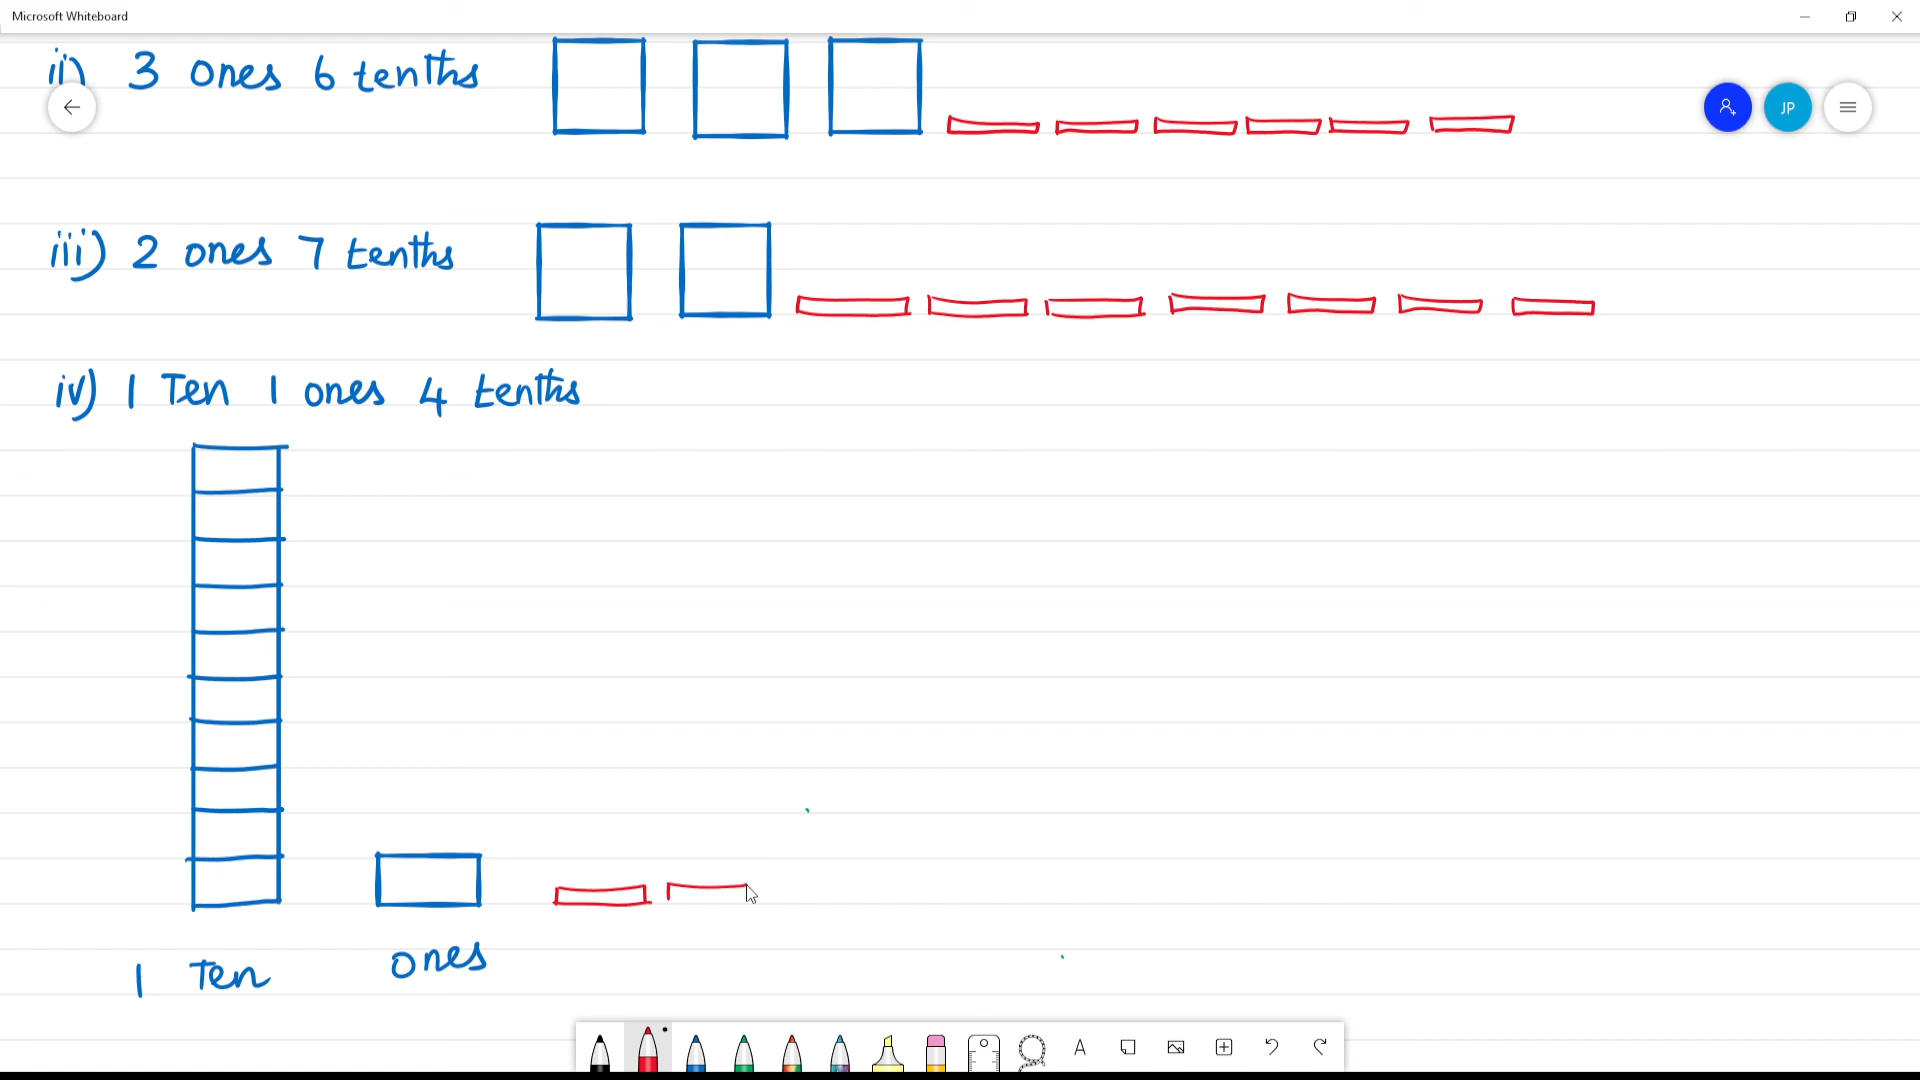 Microsoft Whiteboard
ii) 3 ones 6 tenths
JP
iii) 2 ones 7 tenths
iv) 1 Ten 1 ones 4 tenths
1 Ten ones
A